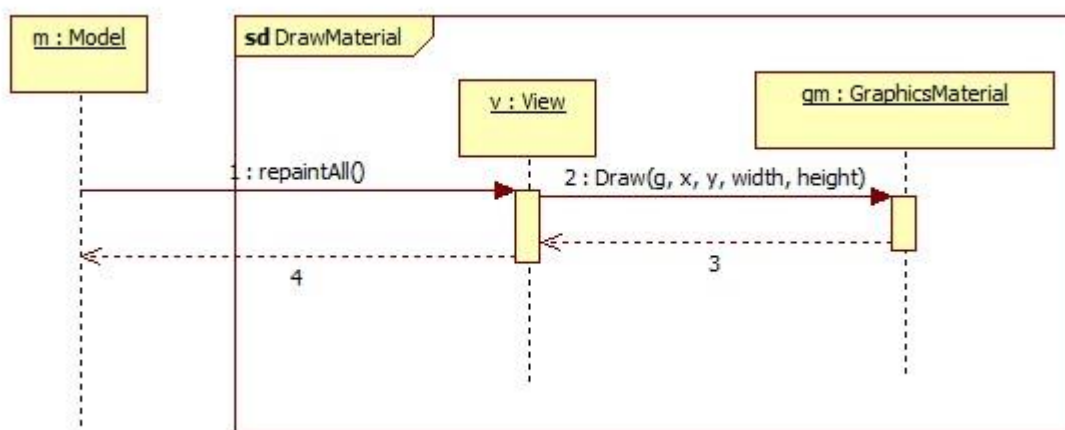 m : Model
sd DrawMaterial
v : View
gm : GraphicsMaterial
1 : repaintAll()
2 : Draw(g, x, y, width, height)
3
4